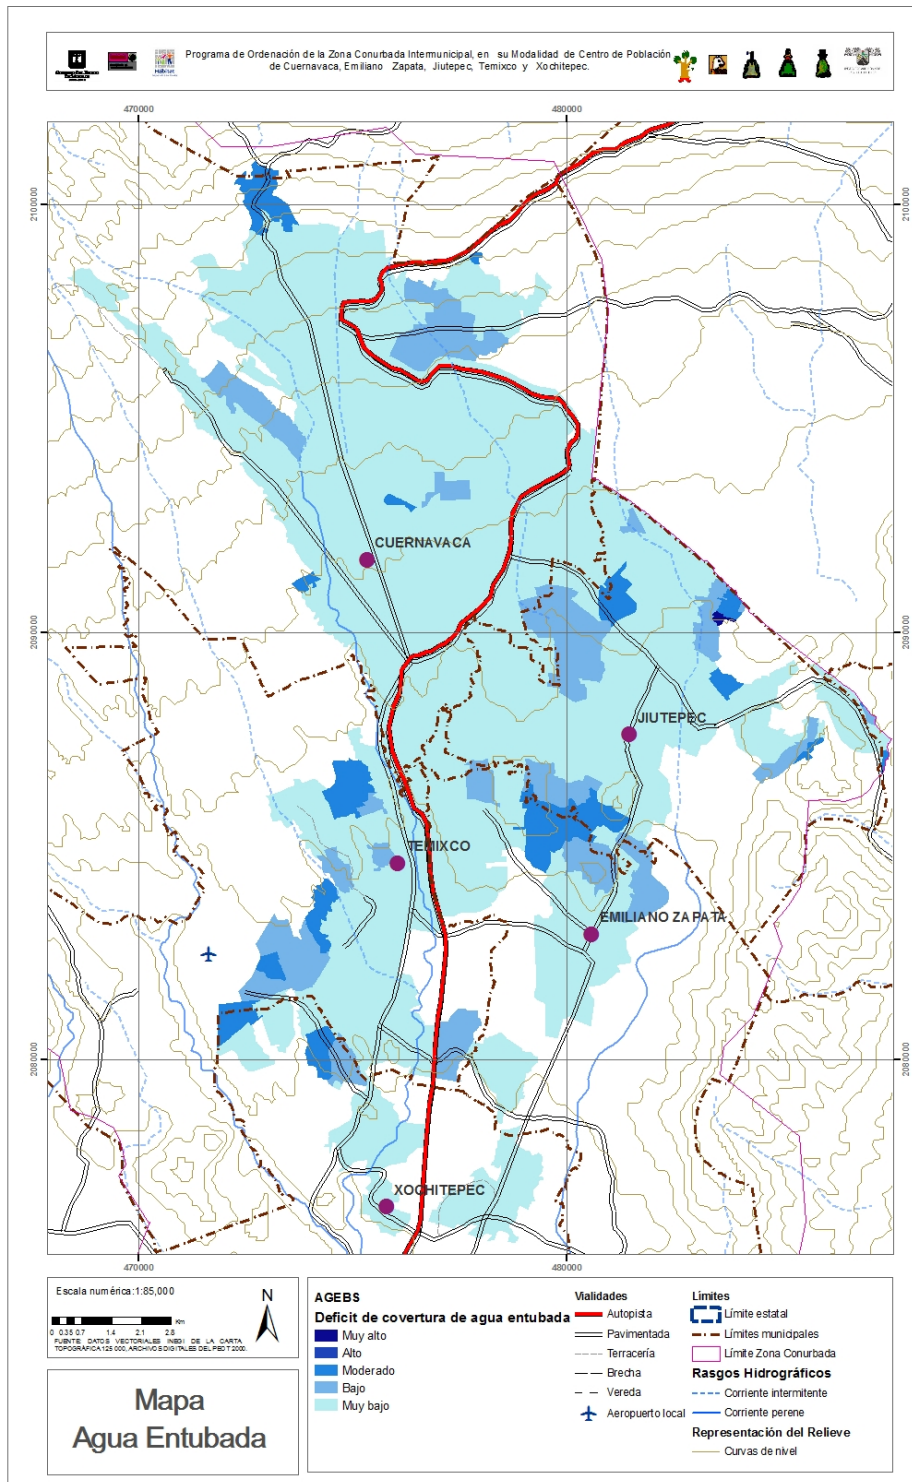 Programa de Ordenación de la Zona Conurbada Intermunicipal, en su Modalidad de Centro de Población
de Cuernavaca, Emiliano Zapata, Jiutepec, Temixco y Xochitepec.
470000
480000
2100000
2100000
CUERNAVACA
2090000
2090000
JIUTEPEC
TEMIXCO
EMILIANO ZAPATA
2080000
2080000
XOCHITEPEC
470000
480000
Escala numérica:1:85,000
N
0 0.35 0.7 1.4 2.1 2.8 Km
FUENTE: DATOS VECTORIALES INEGI DE LA CARTA
TOPOGRÁFICA 1:25 000, ARCHIVOS DIGITALES DEL PEDT 2000.
Mapa
Agua Entubada
AGEBS
Deficit de covertura de agua entubada
Muy alto
Alto
Moderado
Bajo
Muy bajo
Vialidades
Autopista
Pavimentada
Terracería
Brecha
Vereda
Aeropuerto local
Límites
Límite estatal
Límites municipales
Límite Zona Conurbada
Rasgos Hidrográficos
Corriente intermitente
Corriente perene
Representación del Relieve
Curvas de nivel